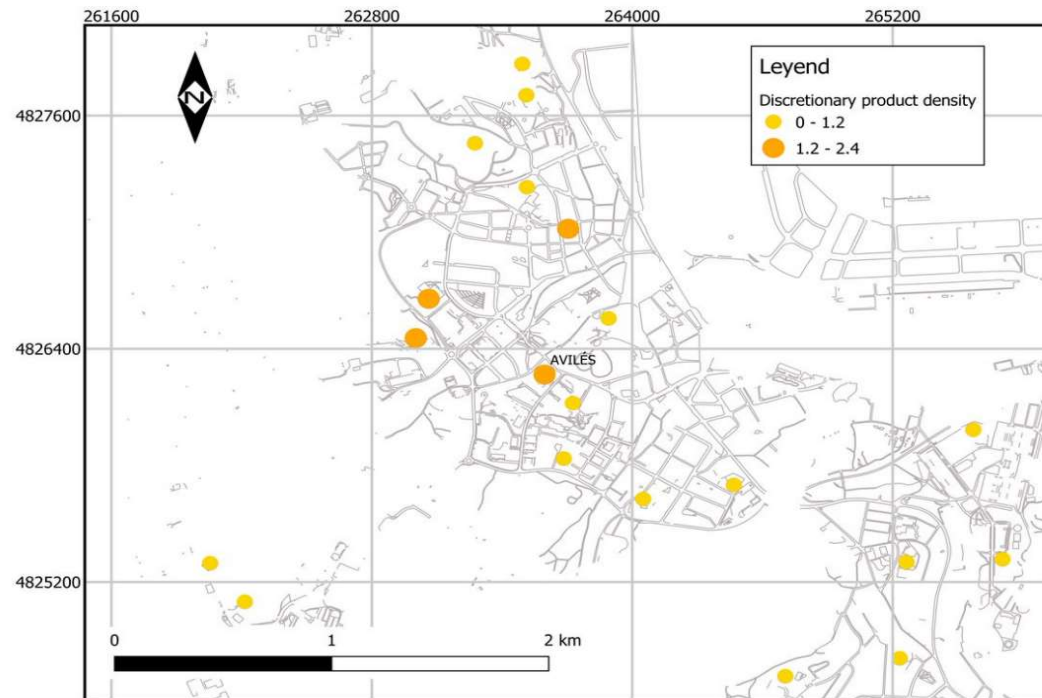 261600 262800 264000 265200
Leyend
Discretionary product density
0 - 1.2
1.2 - 2.4
N
4827600
4826400
AVILÉS
4825200
0 1 2 km